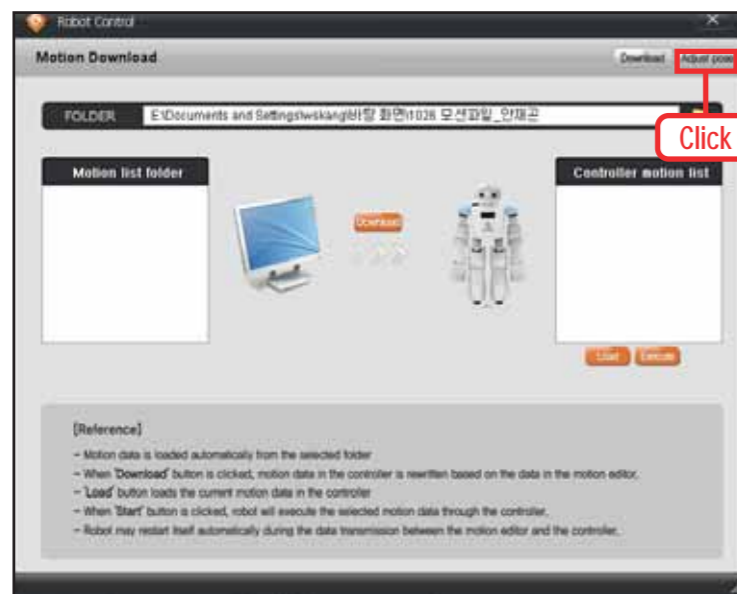 Robot Control
Motion Download
Download Adjust pose
Click
FOLDER E:\Documents and Settings\wskang\바탕 화면\1026 모션파일_안재곤
Motion list folder
Controller motion list
Download
Load Execute
[Reference]
- Motion data is loaded automatically from the selected folder
- When 'Download' button is clicked, motion data in the controller is rewritten based on the data in the motion editor.
- 'Load' button loads the current motion data in the controller
- When 'Start' button is clicked, robot will execute the selected motion data through the controller.
- Robot may restart itself automatically during the data transmission between the motion editor and the controller.